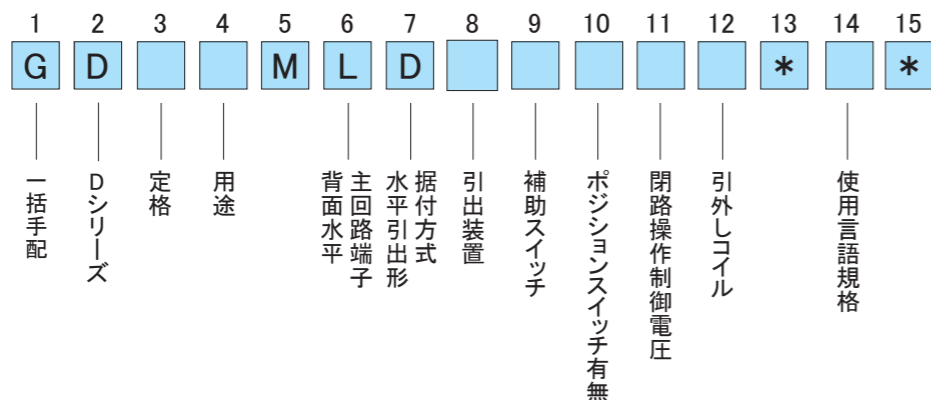 1 2 3 4 5 6 7 8 9 10 11 12 13 14 15
G D M L D * *
一括手配
Dシリーズ
定格
用途
主回路端子
背面水平
据付方式
水平引出形
引出装置
補助スイッチ
ポジションスイッチ有無
閉路操作制御電圧
引外しコイル
使用言語規格